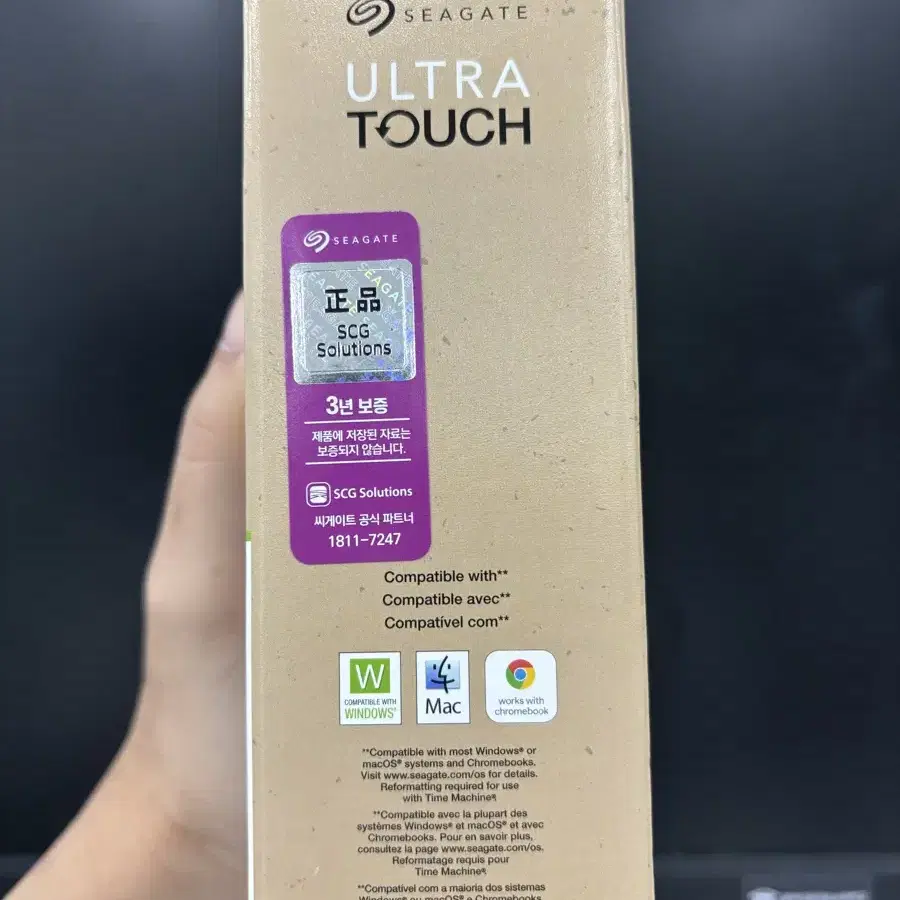 SEAGATE
ULTRA
TOUCH
SEAGATE
正品
SCG
Solutions
3년 보증
제품에 저장된 자료는
보증되지 않습니다.
SCG Solutions
씨게이트 공식 파트너
1811-7247
Compatible with**
Compatible avec**
Compatível com**
W
COMPATIBLE WITH
WINDOWS®
Mac
works with
chromebook
**Compatible with most Windows® or
macOS® systems and Chromebooks.
Visit www.seagate.com/os for details.
Reformatting required for use
with Time Machine®.
**Compatible avec la plupart des
systèmes Windows® et macOS® et avec
Chromebooks. Pour en savoir plus,
consultez la page www.seagate.com/os.
Reformatage requis pour
Time Machine®.
**Compatível com a maioria dos sistemas
Windows® ou macOS® e Chromebooks.